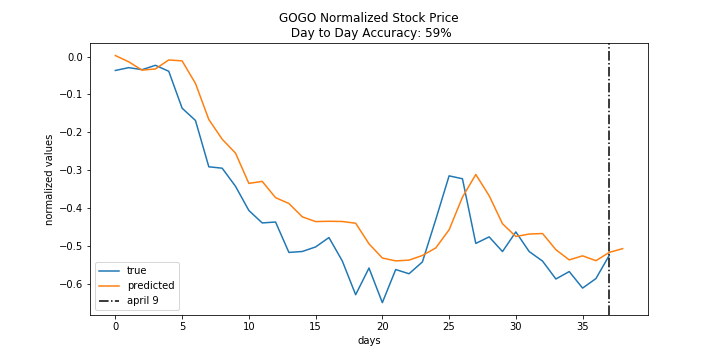 GOGO Normalized Stock Price
Day to Day Accuracy: 59%
normalized values
0.0
−0.1
−0.2
−0.3
−0.4
−0.5
−0.6
true
predicted
april 9
0 5 10 15 20 25 30 35
days